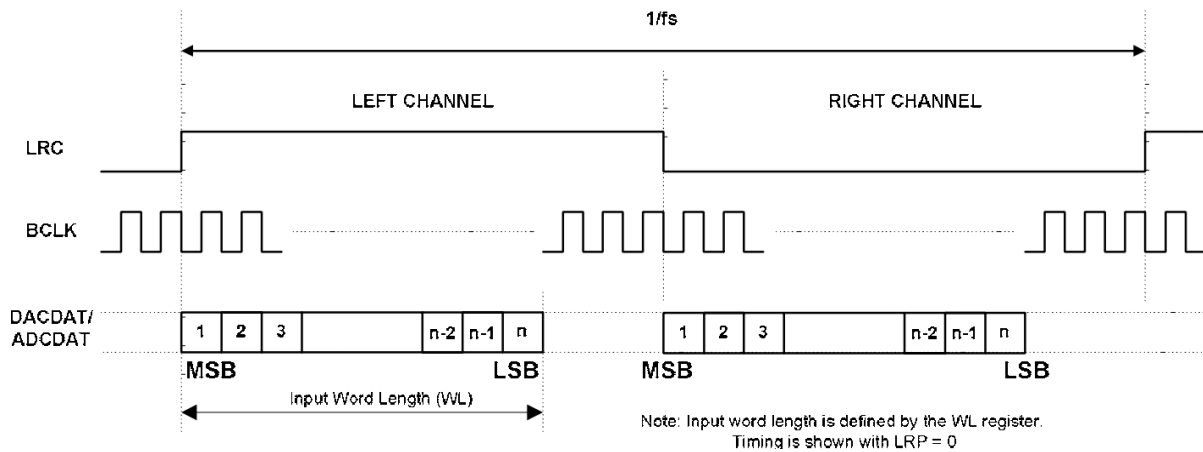 1/fs
LEFT CHANNEL
RIGHT CHANNEL
LRC
BCLK
DACDAT/
ADCDAT
1 2 3 n-2 n-1 n
1 2 3 n-2 n-1 n
MSB LSB
MSB LSB
Input Word Length (WL)
Note: Input word length is defined by the WL register.
Timing is shown with LRP = 0